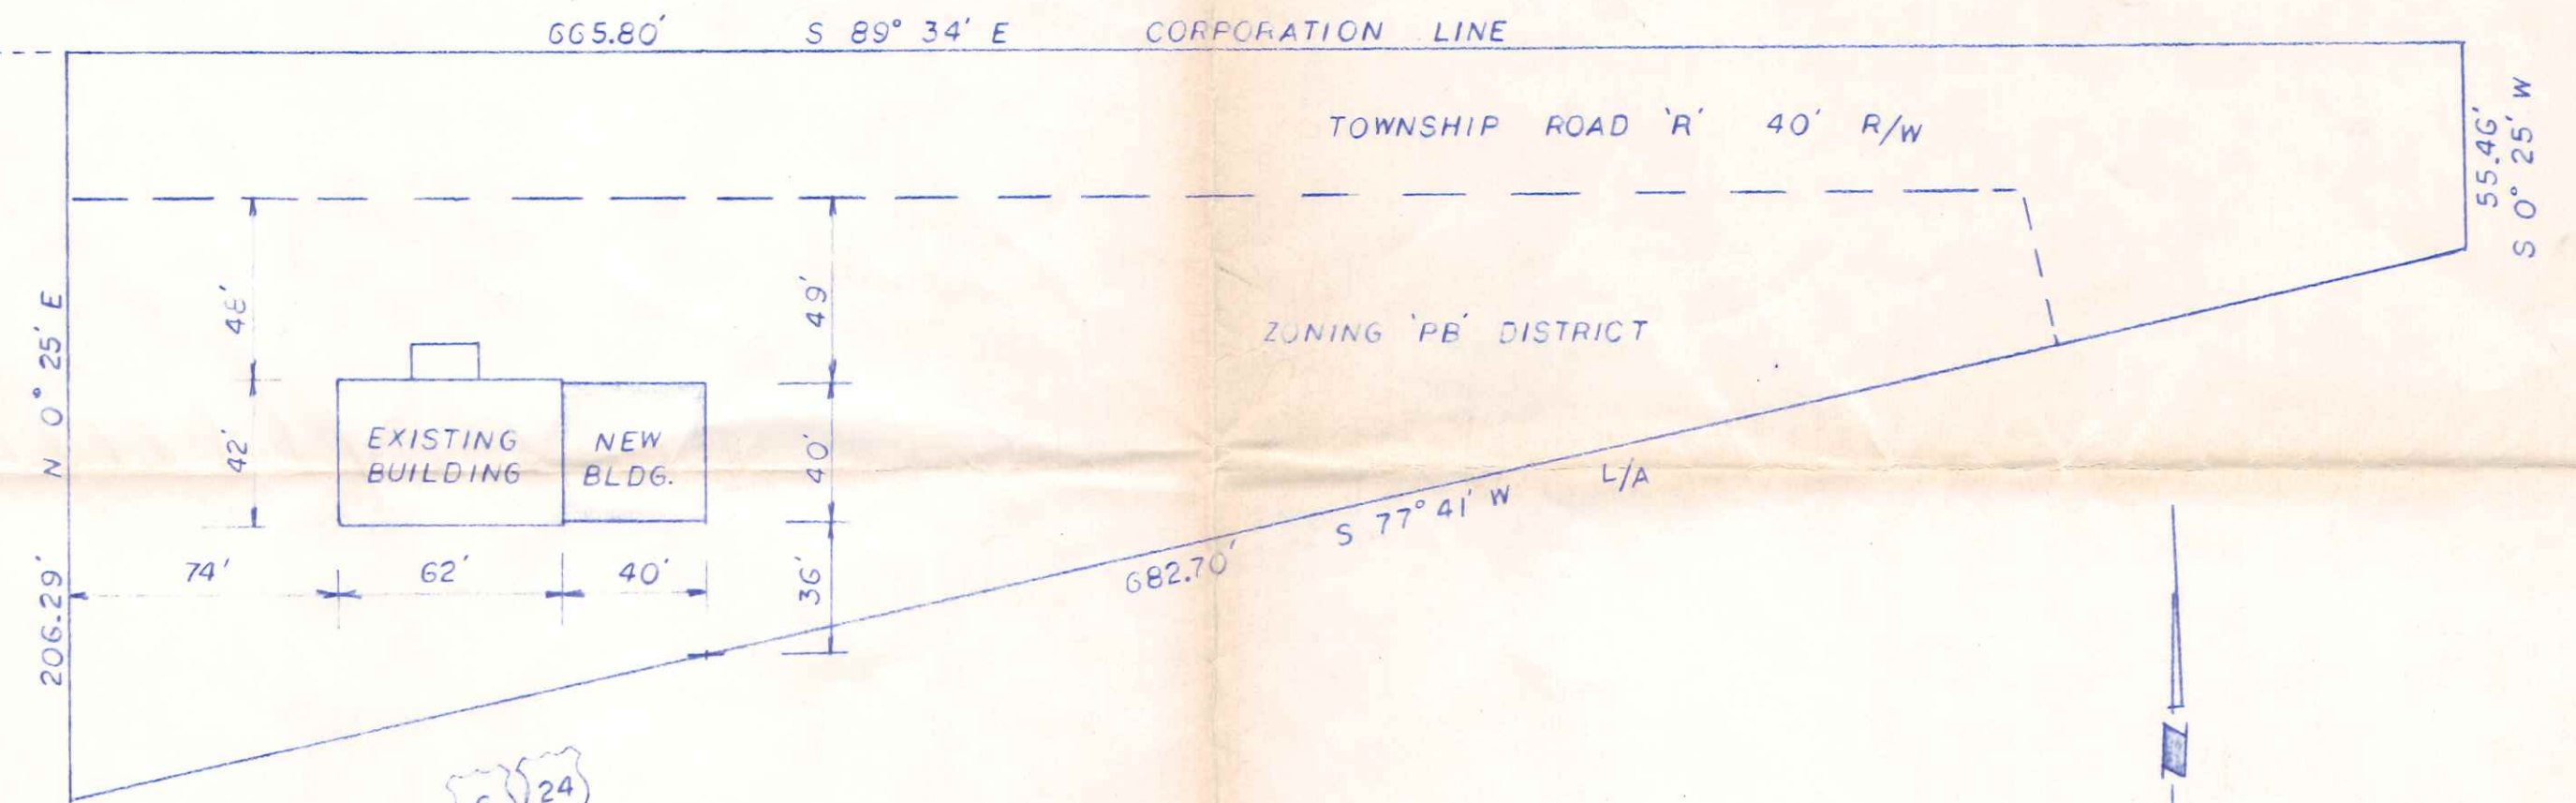 665.80' S 89° 34' E CORPORATION LINE
TOWNSHIP ROAD 'R' 40' R/W
55.46'
S 0° 25' W
48'
49'
ZONING 'PB' DISTRICT
N 0° 25' E
206.29'
42'
EXISTING
BUILDING
NEW
BLDG.
40'
L/A
S 77° 41' W
682.70'
74'
62'
40'
36'
24
N